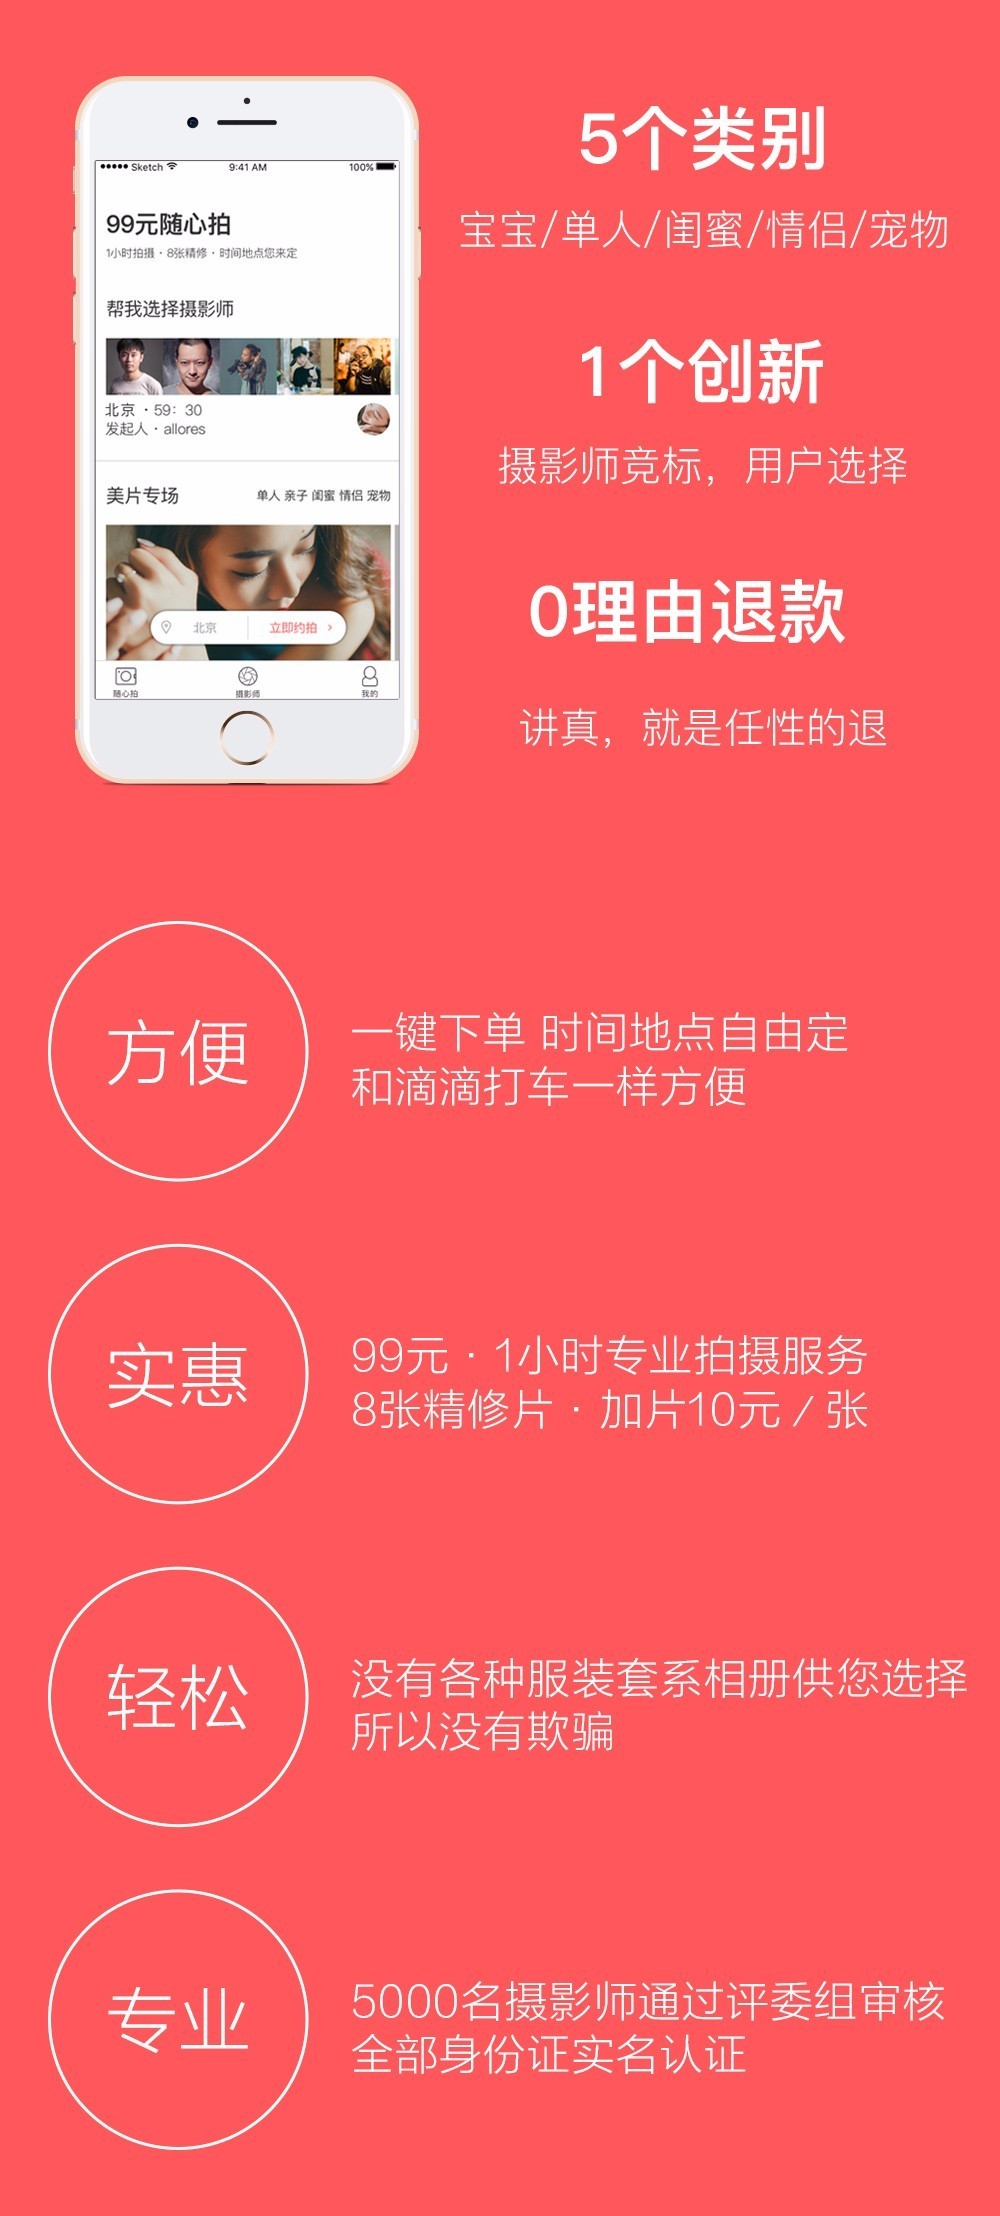 Sketch 9:41 AM 100%
99元随心拍
1小时拍摄 · 8张精修 · 时间地点您来定
帮我选择摄影师
北京 · 59: 30
发起人 · allores
美片专场 单人 亲子 闺蜜 情侣 宠物
北京 立即约拍 ›
随心拍 摄影师 我的
5个类别
宝宝/单人/闺蜜/情侣/宠物
1个创新
摄影师竞标，用户选择
0理由退款
讲真，就是任性的退
方便
一键下单 时间地点自由定
和滴滴打车一样方便
实惠
99元 · 1小时专业拍摄服务
8张精修片 · 加片10元 / 张
轻松
没有各种服装套系相册供您选择
所以没有欺骗
专业
5000名摄影师通过评委组审核
全部身份证实名认证